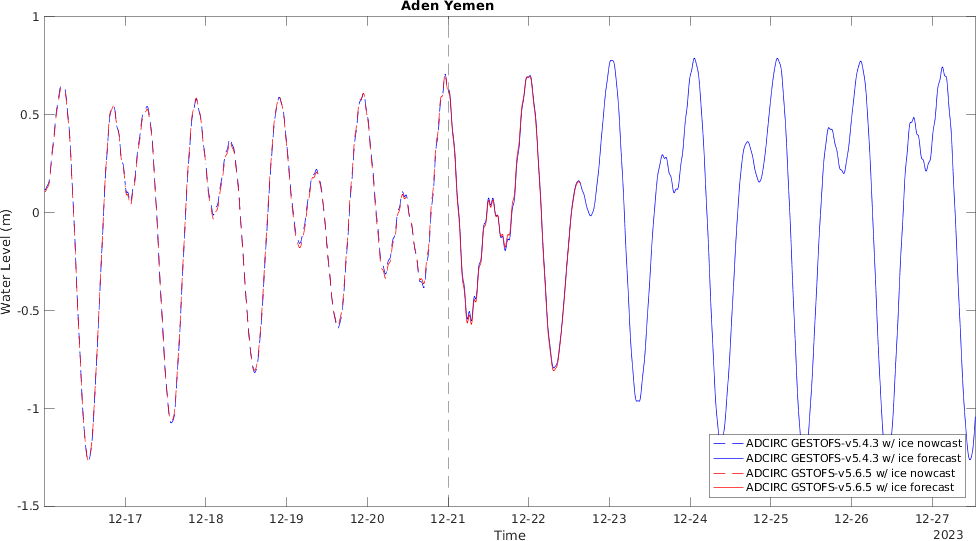 Aden Yemen
1
0.5
0
-0.5
-1
-1.5
Water Level (m)
12-17 12-18 12-19 12-20 12-21 12-22 12-23 12-24 12-25 12-26 12-27
Time
2023
ADCIRC GESTOFS-v5.4.3 w/ ice nowcast
ADCIRC GESTOFS-v5.4.3 w/ ice forecast
ADCIRC GSTOFS-v5.6.5 w/ ice nowcast
ADCIRC GSTOFS-v5.6.5 w/ ice forecast